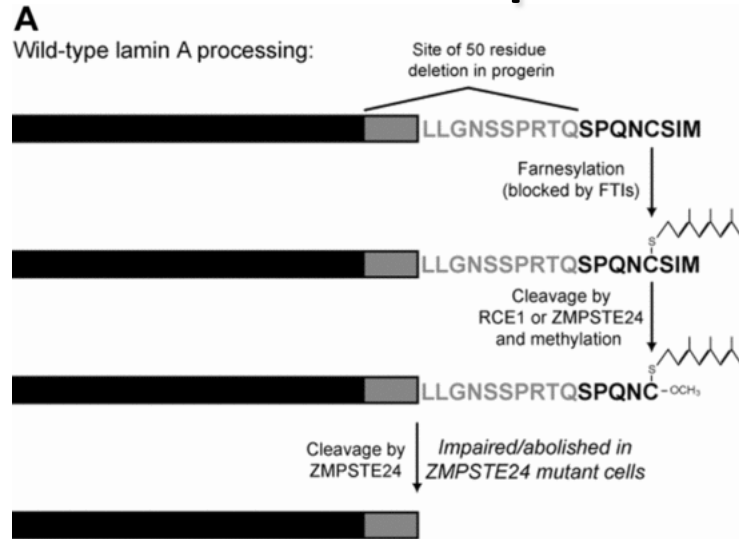 A
Wild-type lamin A processing:
Site of 50 residue
deletion in progerin
LLGNSSPRTQSPQNCSIM
Farnesylation
(blocked by FTIs)
S
LLGNSSPRTQSPQNCSIM
Cleavage by
RCE1 or ZMPSTE24
and methylation
S
LLGNSSPRTQSPQNC-OCH₃
Cleavage by
ZMPSTE24
Impaired/abolished in
ZMPSTE24 mutant cells